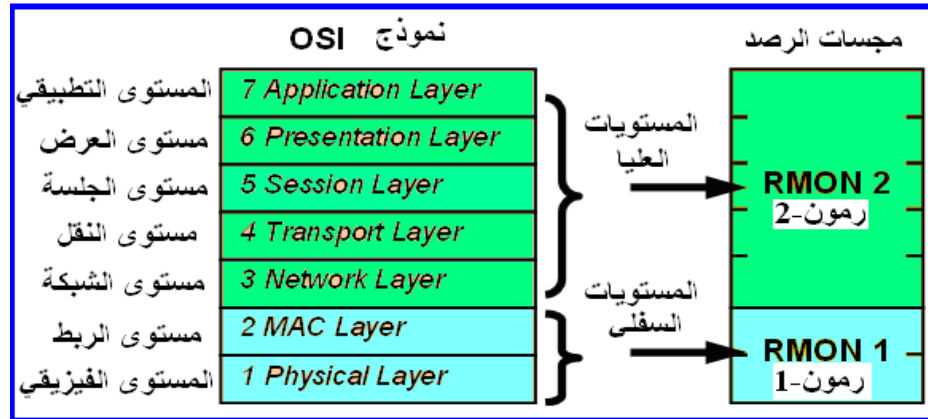 نموذج OSI
مجسات الرصد
المستوى التطبيقي
7 Application Layer
مستوى العرض
6 Presentation Layer
مستوى الجلسة
5 Session Layer
مستوى النقل
4 Transport Layer
مستوى الشبكة
3 Network Layer
مستوى الربط
2 MAC Layer
المستوى الفيزيقي
1 Physical Layer
المستويات
العليا
المستويات
السفلى
RMON 2
رمون-2
RMON 1
رمون-1